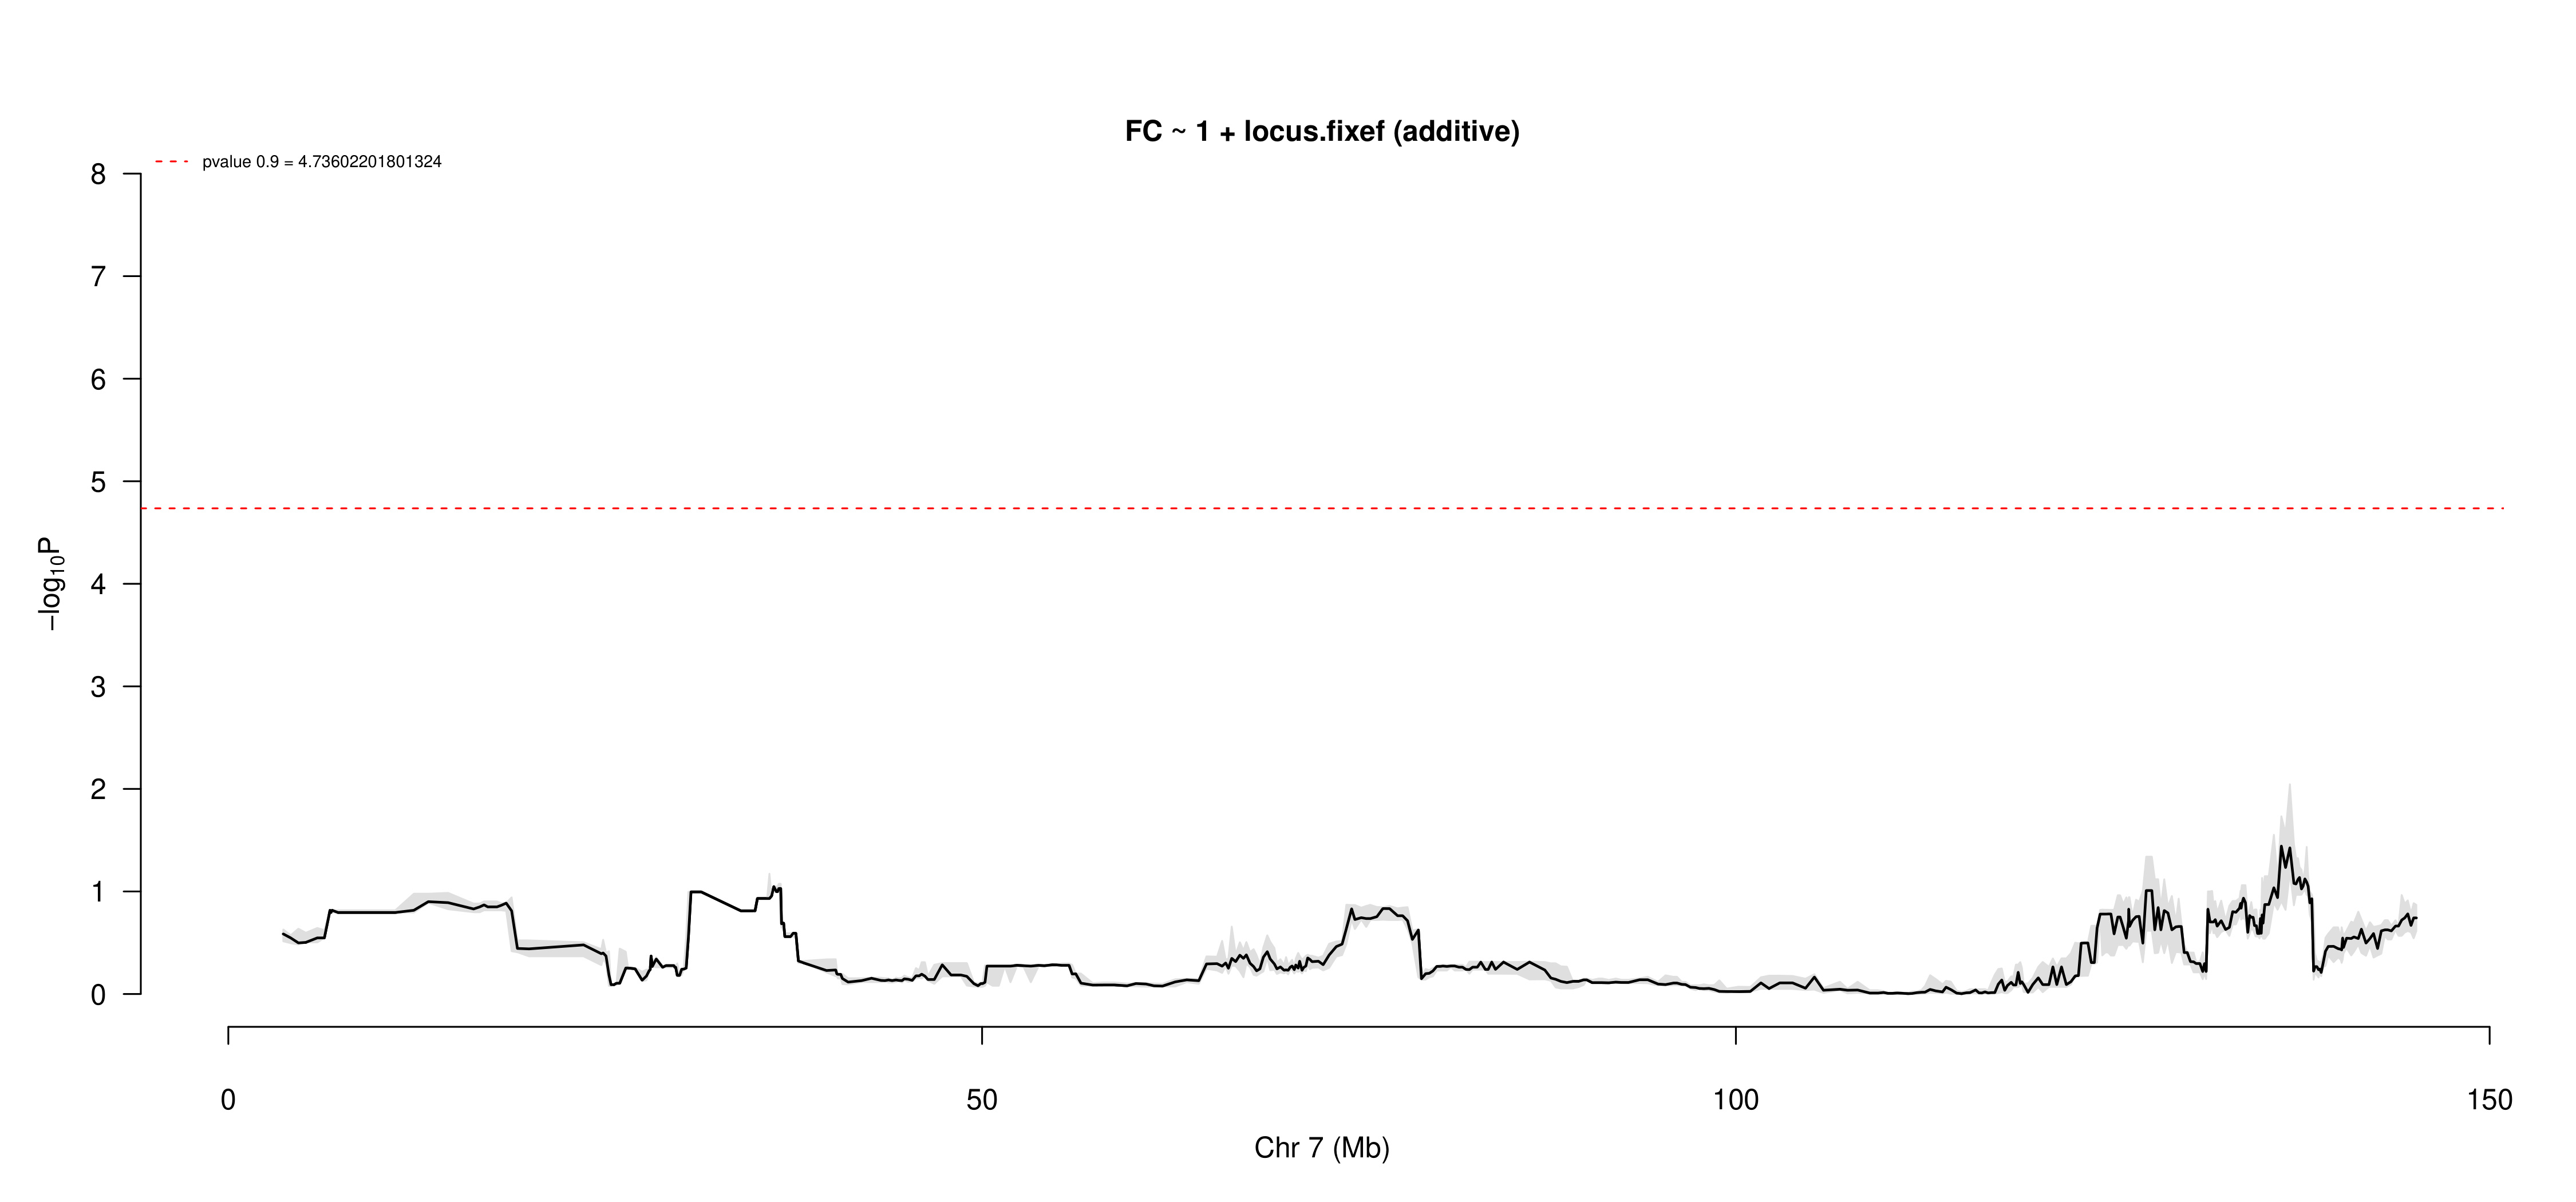 FC ~ 1 + locus.fixef (additive)
pvalue 0.9 = 4.73602201801324
8
7
6
5
4
3
2
1
0
−log10P
0 50 100 150
Chr 7 (Mb)